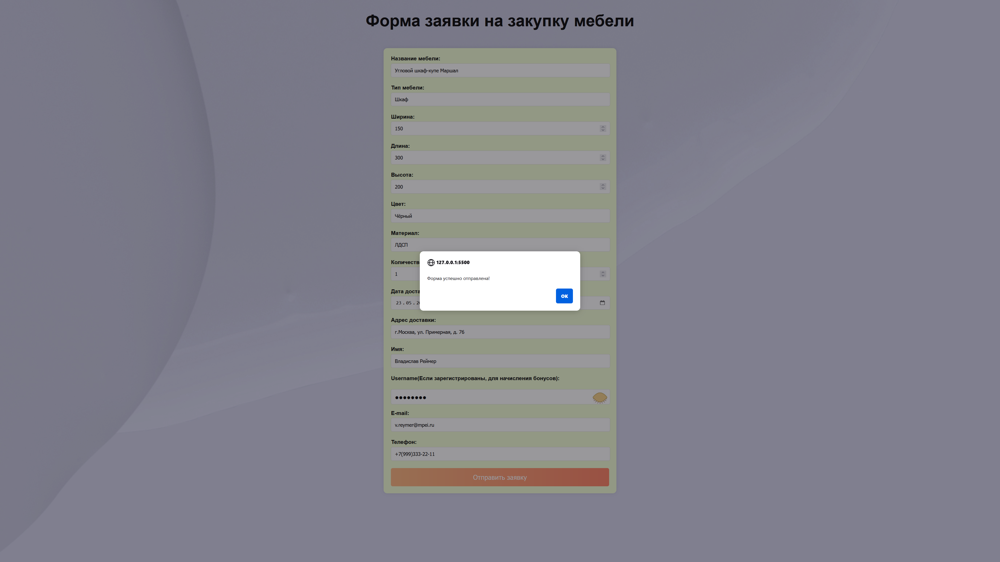 Форма заявки на закупку мебели
Название мебели:
Угловой шкаф-купе Маршал
Тип мебели:
Шкаф
Ширина:
150
Длина:
300
Высота:
200
Цвет:
Чёрный
Материал:
ЛДСП
127.0.0.1:5500
Количеств
1
Форма успешно отправлена!
Дата доста
ОК
23 . 05 . 2
Адрес доставки:
г.Москва, ул. Примерная, д. 76
Имя:
Владислав Реймер
Username(Если зарегистрированы, для начисления бонусов):
●●●●●●●●
E-mail:
v.reymer@mpei.ru
Телефон:
+7(999)333-22-11
Отправить заявку